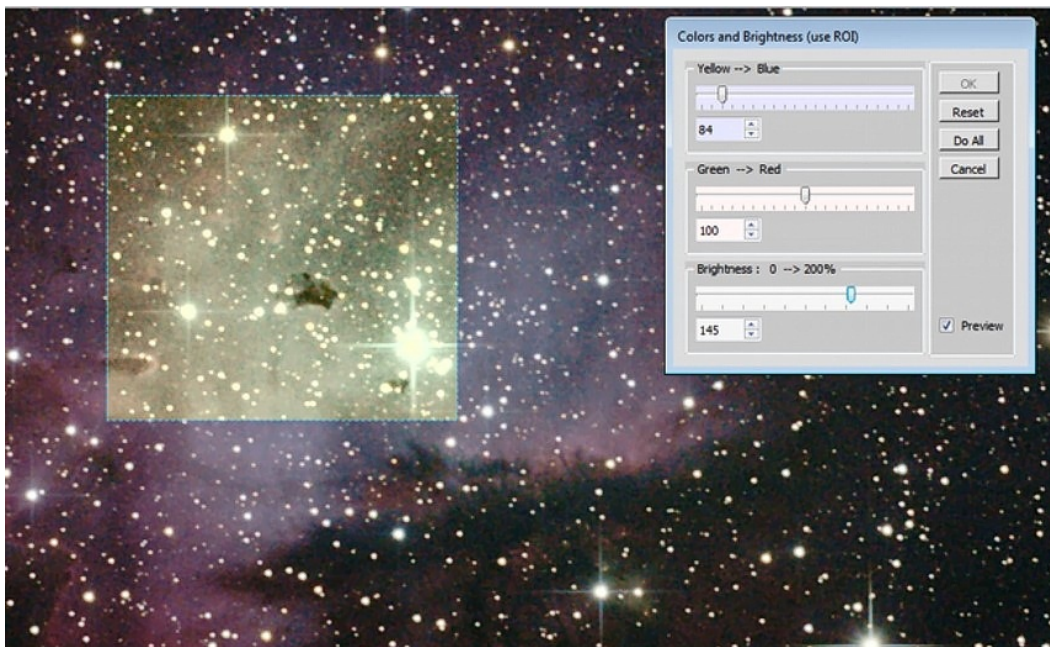 Colors and Brightness (use ROI)
Yellow --> Blue
84
Green --> Red
100
Brightness : 0 --> 200%
145
OK
Reset
Do All
Cancel
Preview